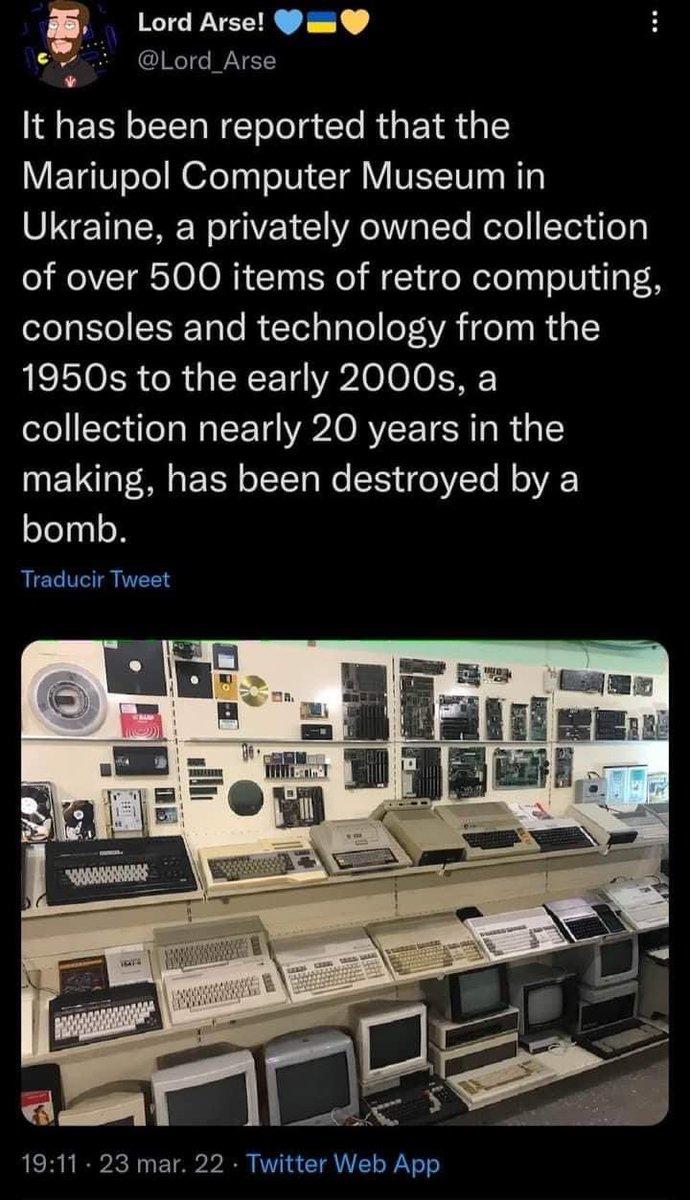 Lord Arse! 💙🇺🇦💛
@Lord_Arse
It has been reported that the
Mariupol Computer Museum in
Ukraine, a privately owned collection
of over 500 items of retro computing,
consoles and technology from the
1950s to the early 2000s, a
collection nearly 20 years in the
making, has been destroyed by a
bomb.
Traducir Tweet
19:11 · 23 mar. 22 · Twitter Web App